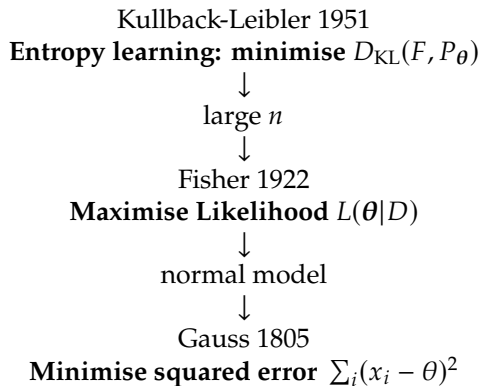 Kullback-Leibler 1951
Entropy learning: minimise D_KL(F, P_θ)
↓
large n
↓
Fisher 1922
Maximise Likelihood L(θ|D)
↓
normal model
↓
Gauss 1805
Minimise squared error ∑_i(x_i − θ)²